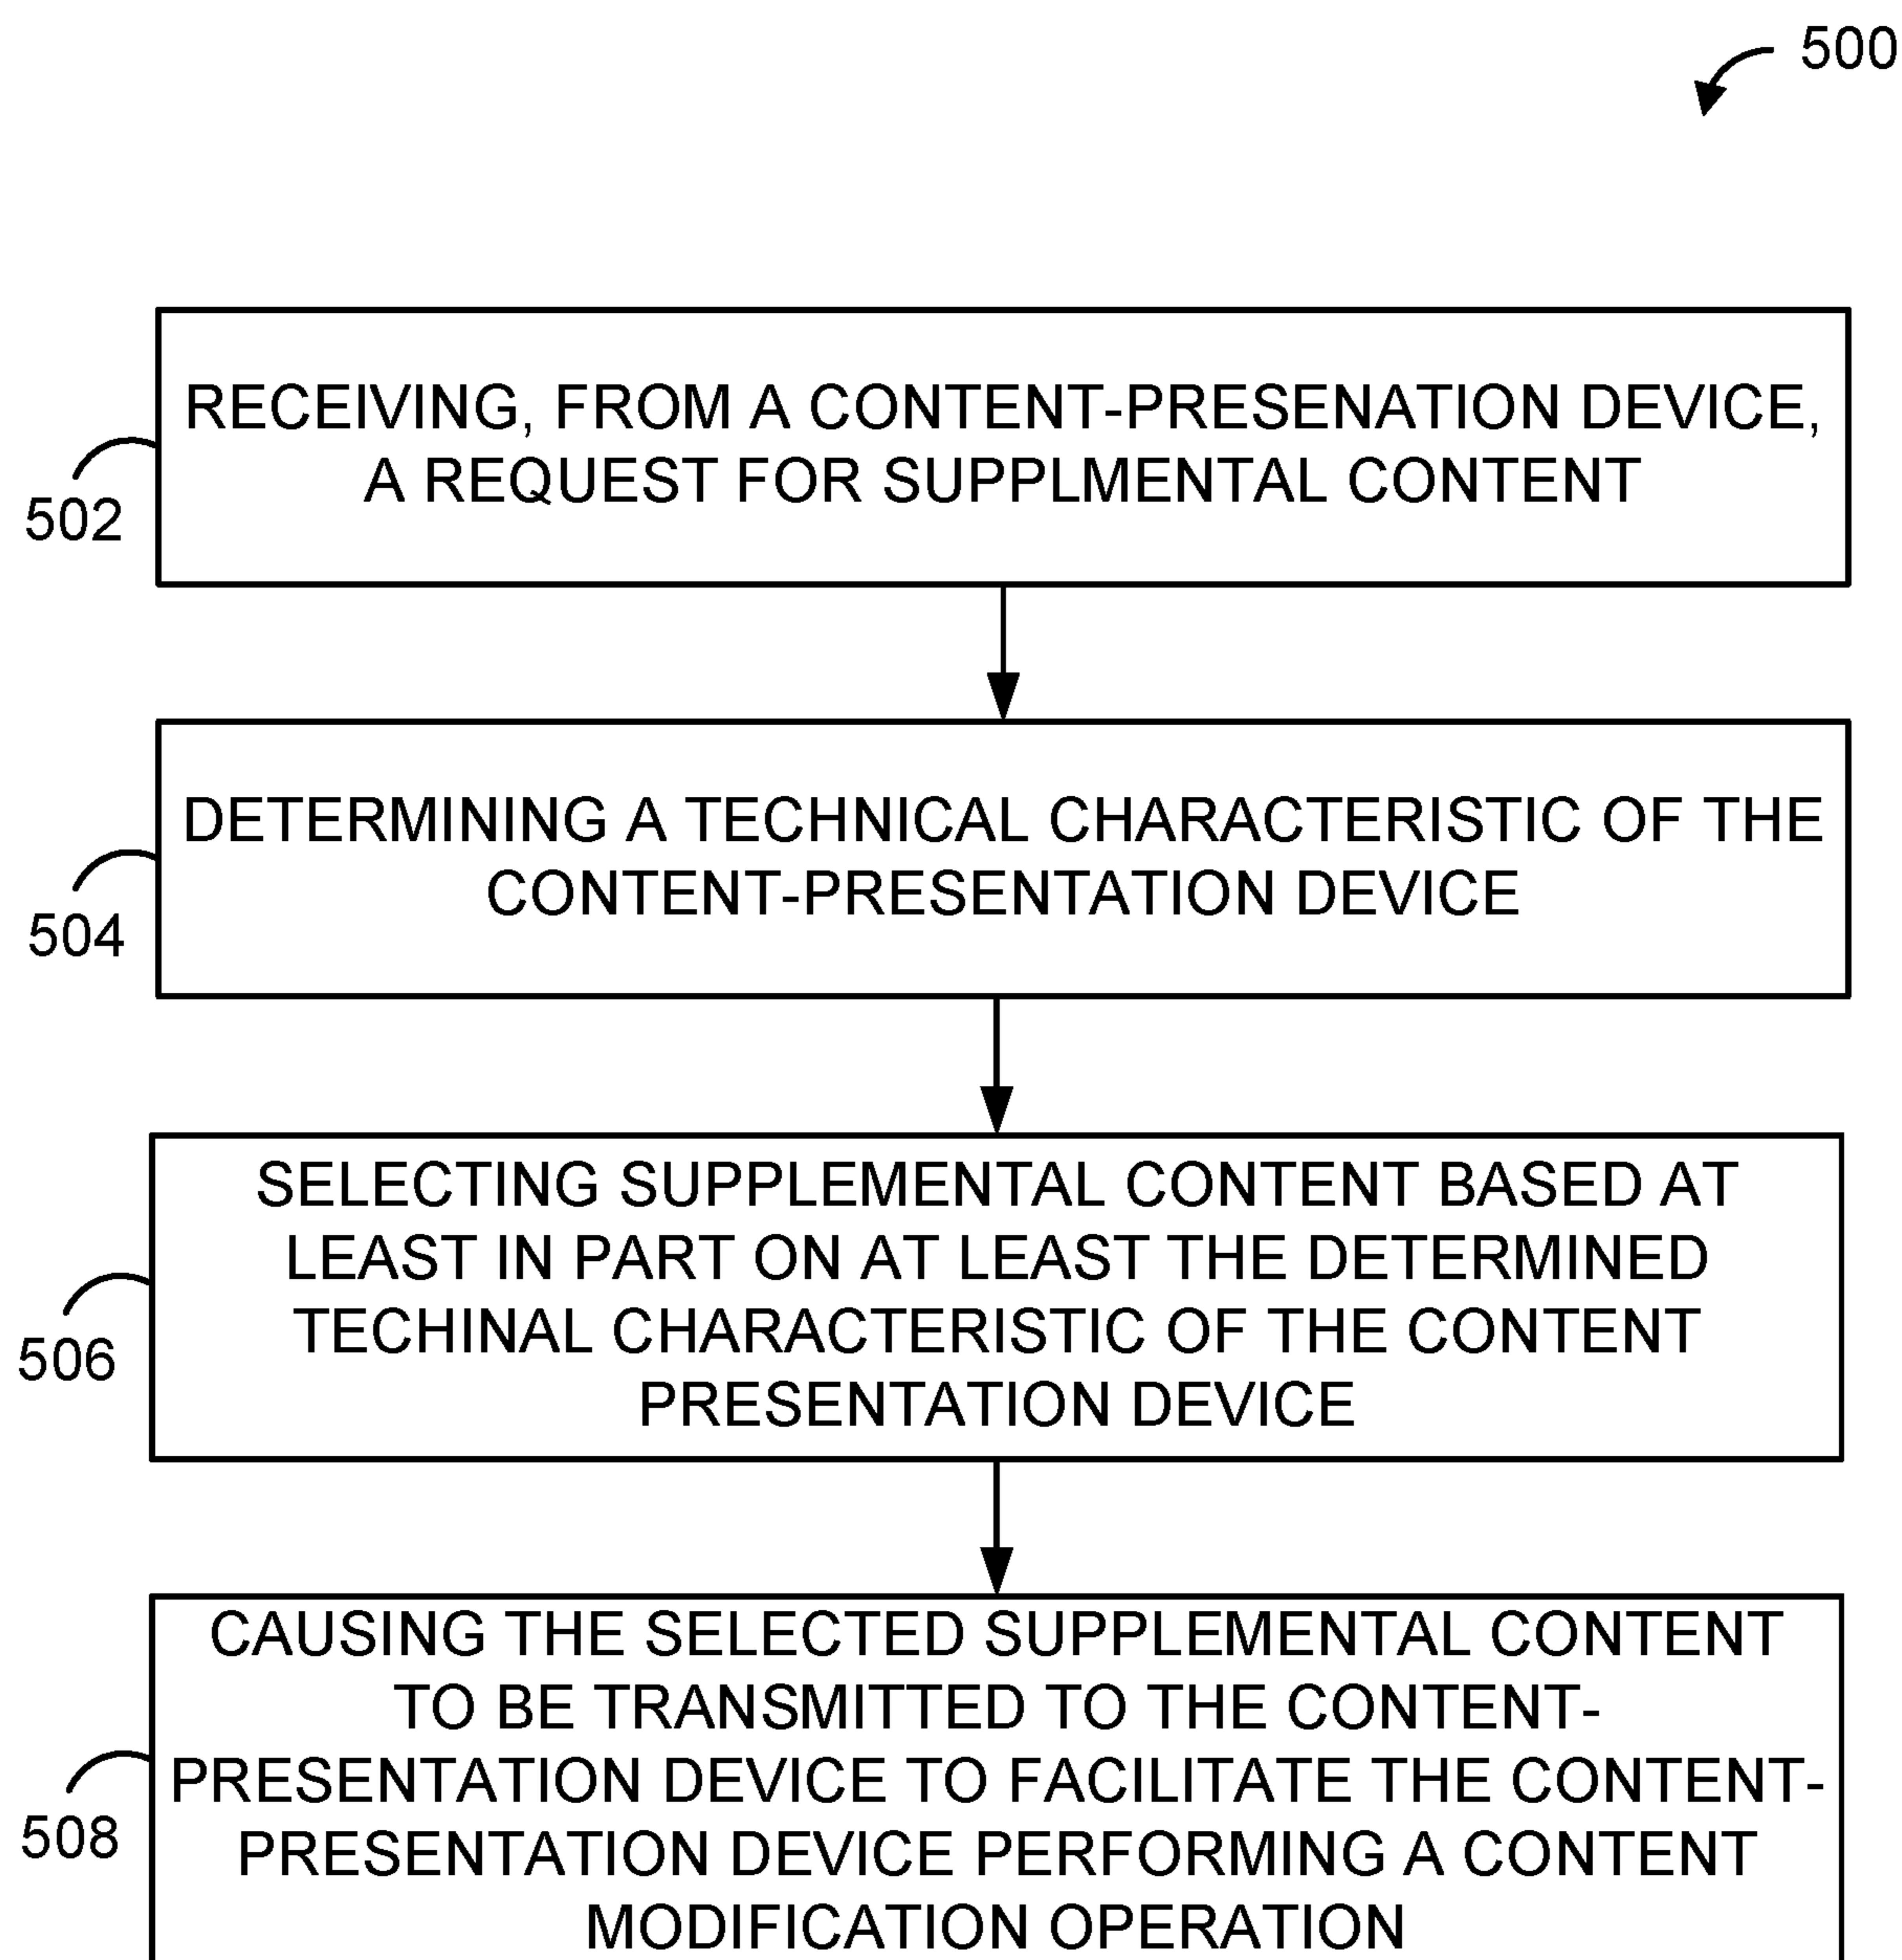 500
RECEIVING, FROM A CONTENT-PRESENATION DEVICE,
A REQUEST FOR SUPPLMENTAL CONTENT
502
DETERMINING A TECHNICAL CHARACTERISTIC OF THE
CONTENT-PRESENTATION DEVICE
504
SELECTING SUPPLEMENTAL CONTENT BASED AT
LEAST IN PART ON AT LEAST THE DETERMINED
TECHINAL CHARACTERISTIC OF THE CONTENT
PRESENTATION DEVICE
506
CAUSING THE SELECTED SUPPLEMENTAL CONTENT
TO BE TRANSMITTED TO THE CONTENT-
PRESENTATION DEVICE TO FACILITATE THE CONTENT-
PRESENTATION DEVICE PERFORMING A CONTENT
MODIFICATION OPERATION
508